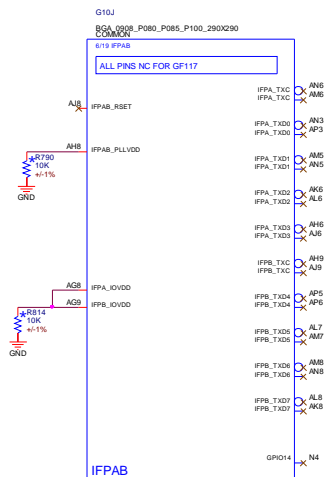 G10J
BGA_0908_P080_P085_P100_290X290
COMMON
6/19 IFPAB
ALL PINS NC FOR GF117
IFPA_TXC AN6
IFPA_TXC AM6
AJ8 IFPAB_RSET
IFPA_TXD0 AN3
IFPA_TXD0 AP3
AH8 IFPAB_PLLVDD
IFPA_TXD1 AM5
IFPA_TXD1 AN5
*R790
10K
+/-1%
GND
IFPA_TXD2 AK6
IFPA_TXD2 AL6
IFPA_TXD3 AH6
IFPA_TXD3 AJ6
IFPB_TXC AH9
IFPB_TXC AJ9
AG8 IFPA_IOVDD
AG9 IFPB_IOVDD
IFPB_TXD4 AP5
IFPB_TXD4 AP6
*R814
10K
+/-1%
GND
IFPB_TXD5 AL7
IFPB_TXD5 AM7
IFPB_TXD6 AM8
IFPB_TXD6 AN8
IFPB_TXD7 AL8
IFPB_TXD7 AK8
GPIO14 N4
IFPAB